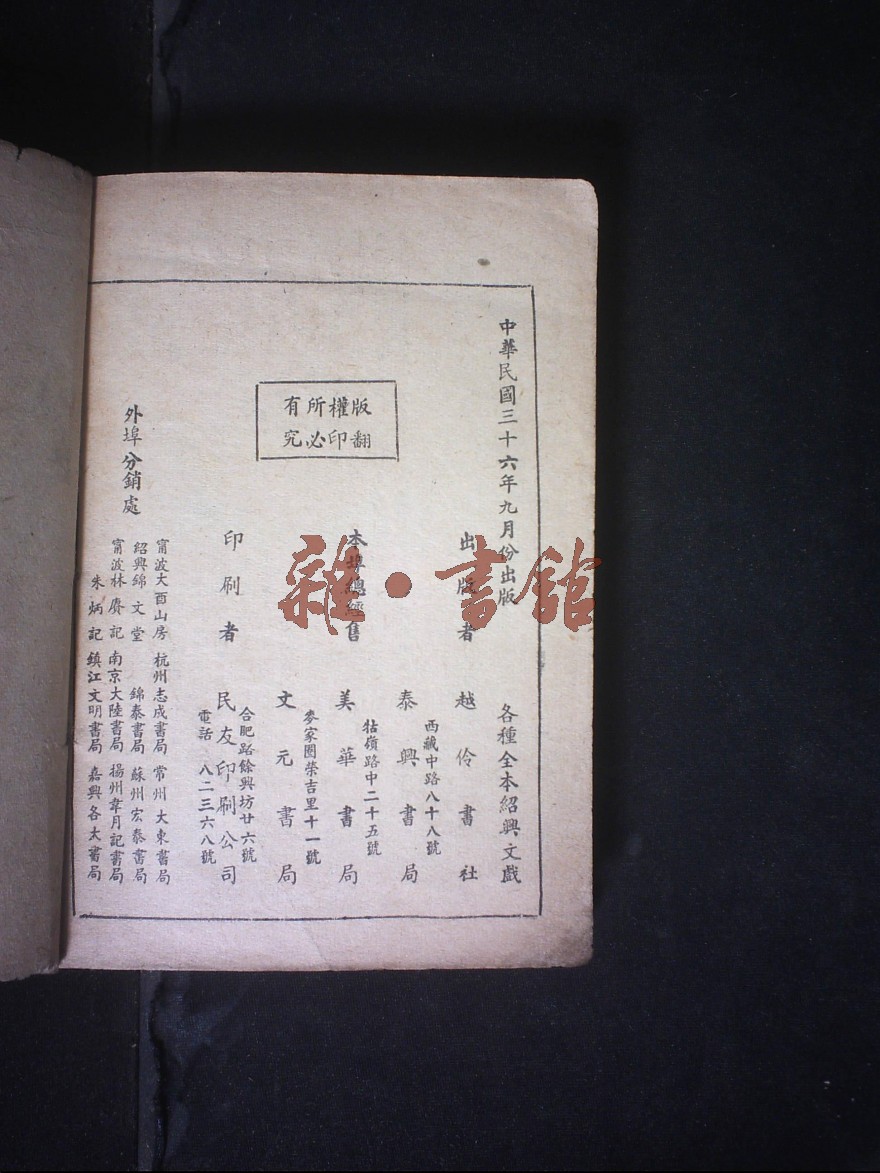 中華民國三十六年九月份出版
各種全本紹興文戲
版權所有
翻印必究
出版者
越伶書社
西藏中路八十八號
本埠總經售
泰興書局
牯嶺路中二十五號
美華書局
麥家圈榮吉里十一號
文元書局
印刷者
合肥路餘興坊廿六號
民友印刷公司
電話 八二三六八號
外埠分銷處
甯波大酉山房 杭州志成書局 常州大東書局
紹興錦文堂 錦泰書局 蘇州宏泰書局
甯波林賡記 南京大陸書局 揚州韋月記書局
朱炳記 鎮江文明書局 嘉興各大書局
雜·書館